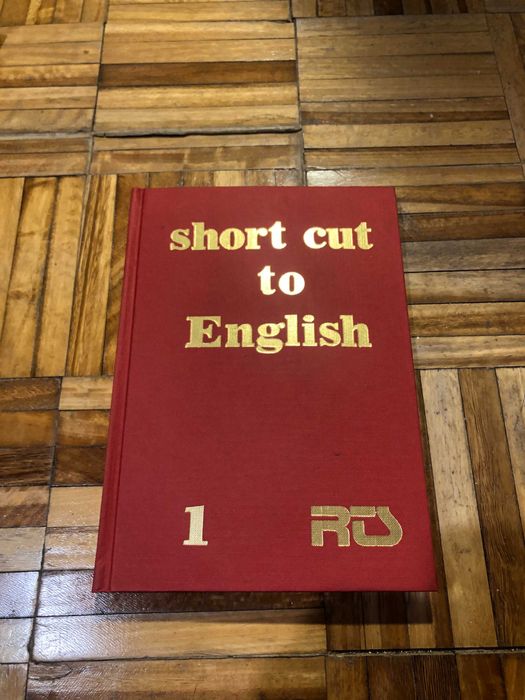 short cut
to
English
1 RTS